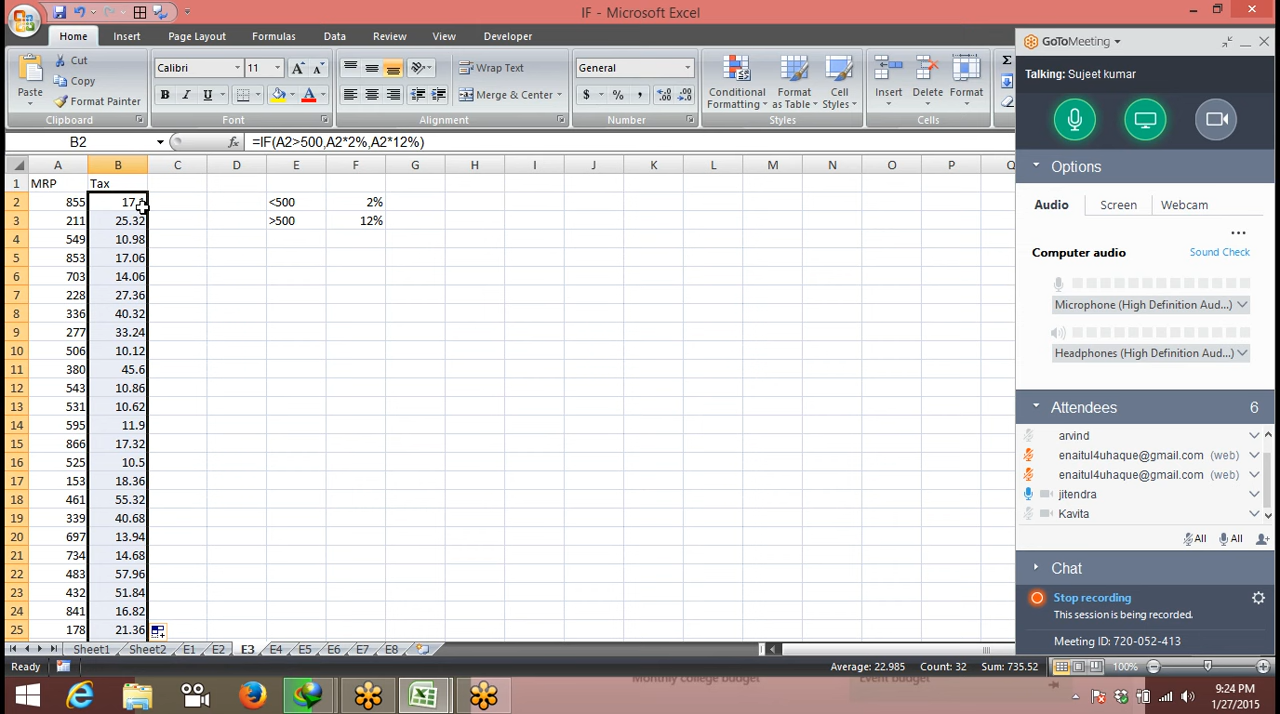 IF - Microsoft Excel
Home Insert Page Layout Formulas Data Review View Developer
Paste Cut Copy Format Painter Clipboard
Calibri 11 A A B I U A Font
Wrap Text Merge & Center Alignment
General $ % , Number
Conditional Formatting Format as Table Cell Styles Styles
Insert Delete Format Cells Σ
B2 fx =IF(A2>500,A2*2%,A2*12%)
A B C D E F G H I J K L M N O P Q
1 MRP Tax
2 855 <500 2%
3 211 25.32 >500 12%
4 549 10.98
5 853 17.06
6 703 14.06
7 228 27.36
8 336 40.32
9 277 33.24
10 506 10.12
11 380 45.6
12 543 10.86
13 531 10.62
14 595 11.9
15 866 17.32
16 525 10.5
17 153 18.36
18 461 55.32
19 339 40.68
20 697 13.94
21 734 14.68
22 483 57.96
23 432 51.84
24 841 16.82
25 178 21.36
Sheet1 Sheet2 E1 E2 E3 E4 E5 E6 E7 E8
Ready Average: 22.985 Count: 32 Sum: 735.52 100%
Monthly college budget Event budget
9:24 PM
1/27/2015
GoToMeeting
Talking: Sujeet kumar
Options
Audio Screen Webcam
...
Computer audio Sound Check
Microphone (High Definition Aud...)
Headphones (High Definition Aud...)
Attendees 6
arvind
enaitul4uhaque@gmail.com (web)
enaitul4uhaque@gmail.com (web)
jitendra
Kavita
All All
Chat
Stop recording
This session is being recorded.
Meeting ID: 720-052-413